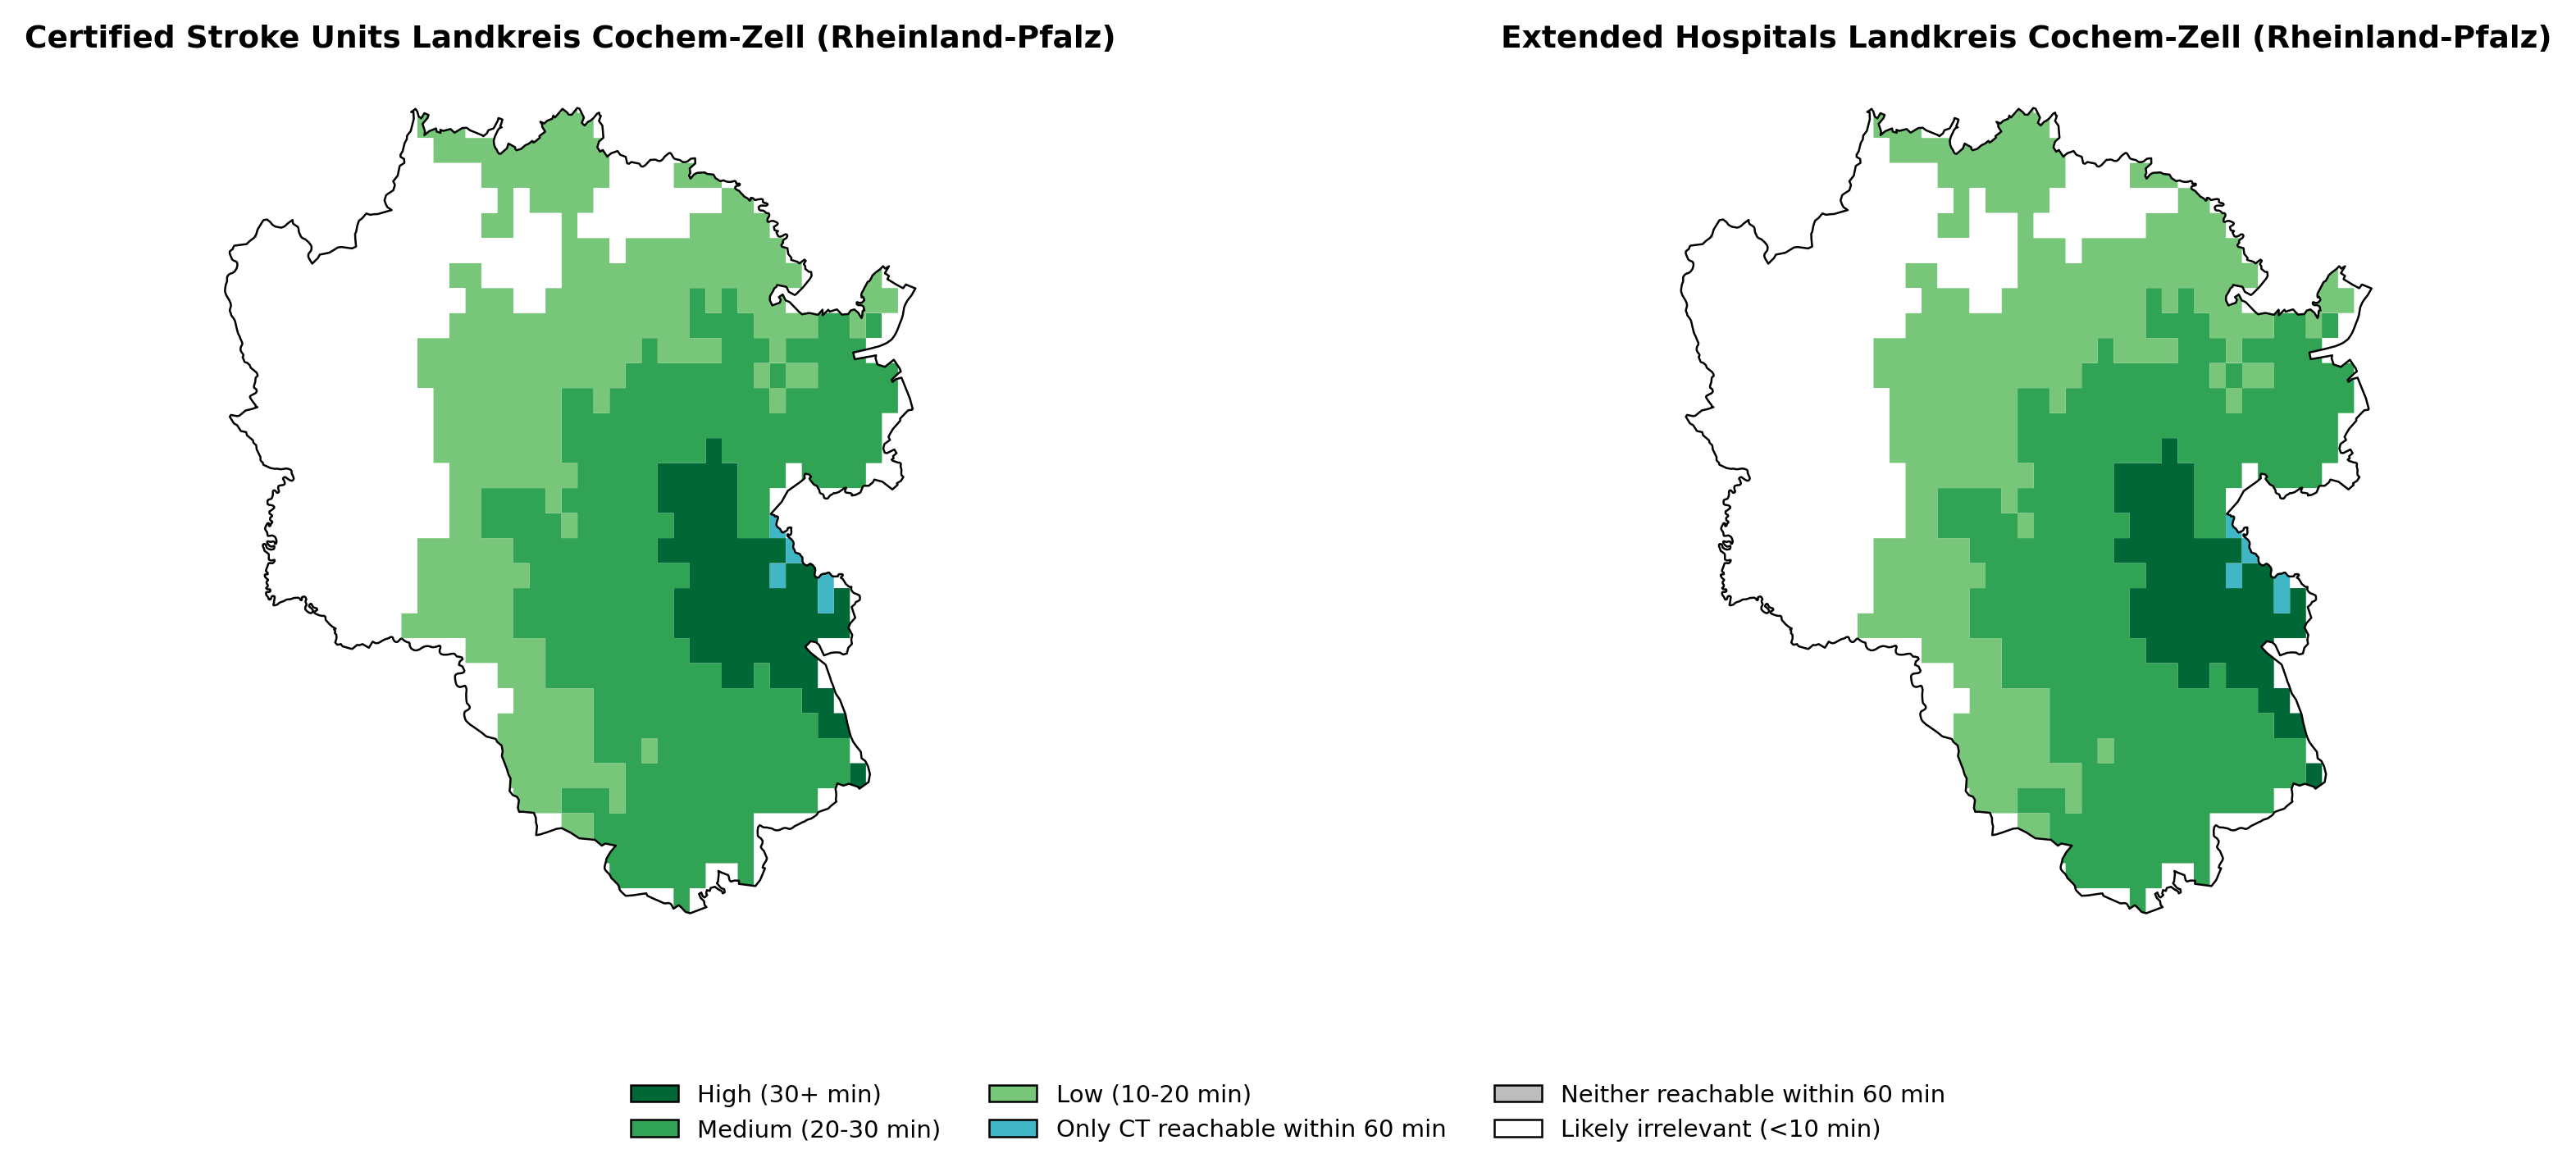 Certified Stroke Units Landkreis Cochem-Zell (Rheinland-Pfalz)
Extended Hospitals Landkreis Cochem-Zell (Rheinland-Pfalz)
High (30+ min)
Medium (20-30 min)
Low (10-20 min)
Only CT reachable within 60 min
Neither reachable within 60 min
Likely irrelevant (<10 min)